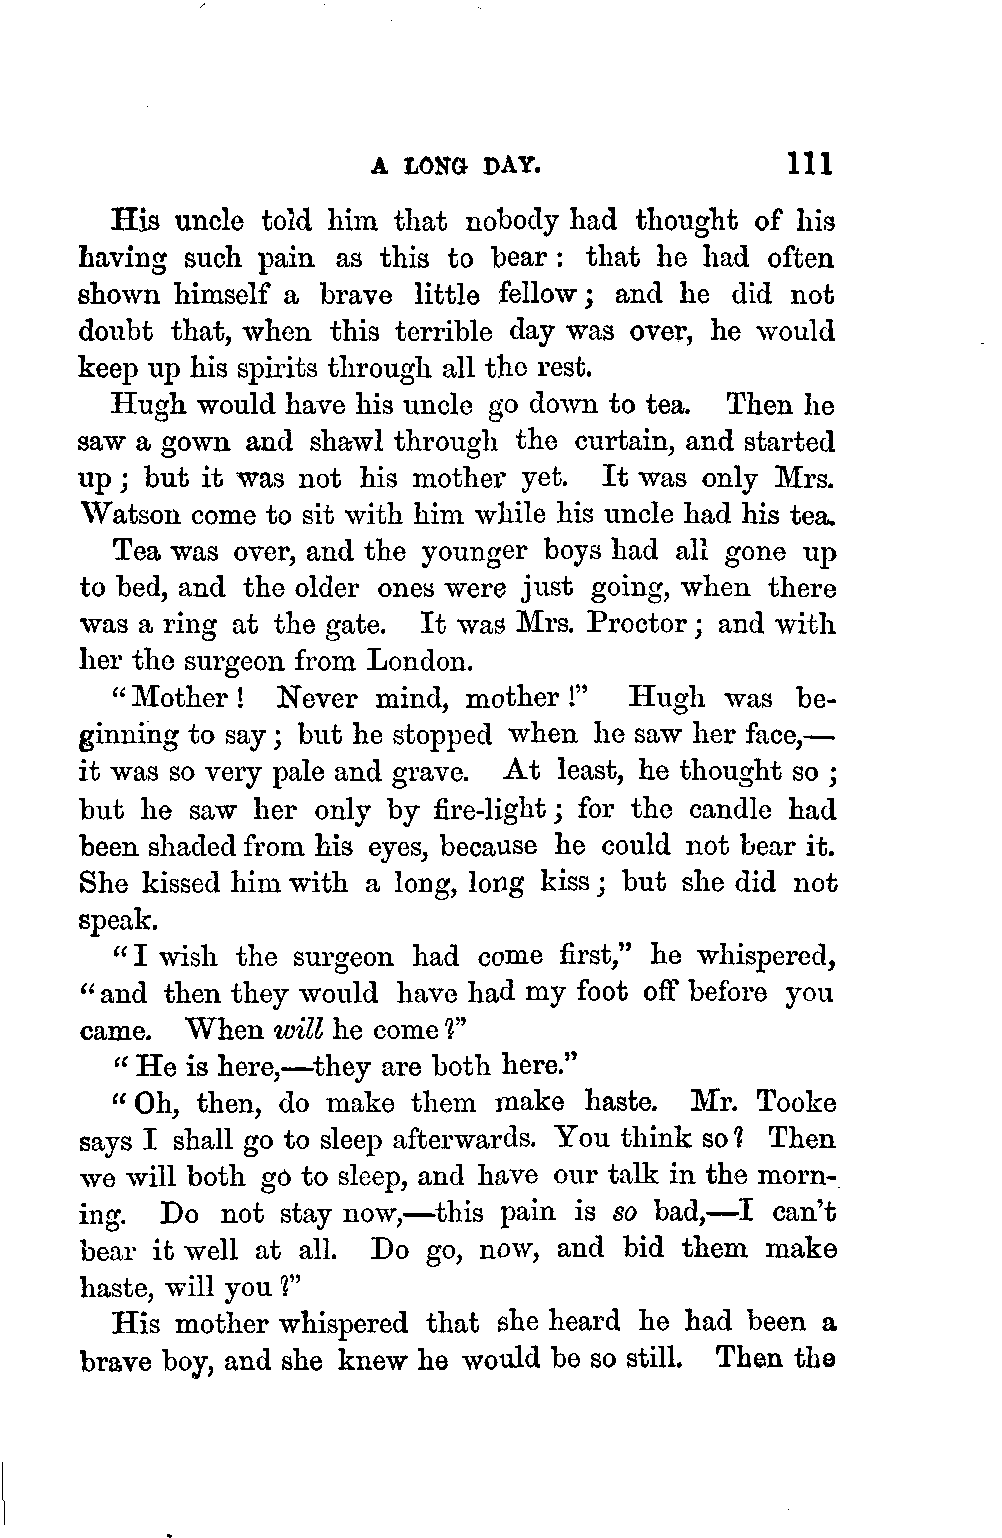 A LONG DAY. 111
His uncle told him that nobody had thought of his
having such pain as this to bear : that he had often
shown himself a brave little fellow ; and he did not
doubt that, when this terrible day was over, he would
keep up his spirits through all the rest.
Hugh would have his uncle go down to tea. Then he
saw a gown and shawl through the curtain, and started
up ; but it was not his mother yet. It was only Mrs.
Watson come to sit with him while his uncle had his tea.
Tea was over, and the younger boys had all gone up
to bed, and the older ones were just going, when there
was a ring at the gate. It was Mrs. Proctor ; and with
her the surgeon from London.
“Mother ! Never mind, mother !” Hugh was be-
ginning to say ; but he stopped when he saw her face,—
it was so very pale and grave. At least, he thought so ;
but he saw her only by fire-light ; for the candle had
been shaded from his eyes, because he could not bear it.
She kissed him with a long, long kiss ; but she did not
speak.
“I wish the surgeon had come first,” he whispered,
“and then they would have had my foot off before you
came. When will he come ?”
“He is here,—they are both here.”
“Oh, then, do make them make haste. Mr. Tooke
says I shall go to sleep afterwards. You think so ? Then
we will both go to sleep, and have our talk in the morn-
ing. Do not stay now,—this pain is so bad,—I can’t
bear it well at all. Do go, now, and bid them make
haste, will you ?”
His mother whispered that she heard he had been a
brave boy, and she knew he would be so still. Then the